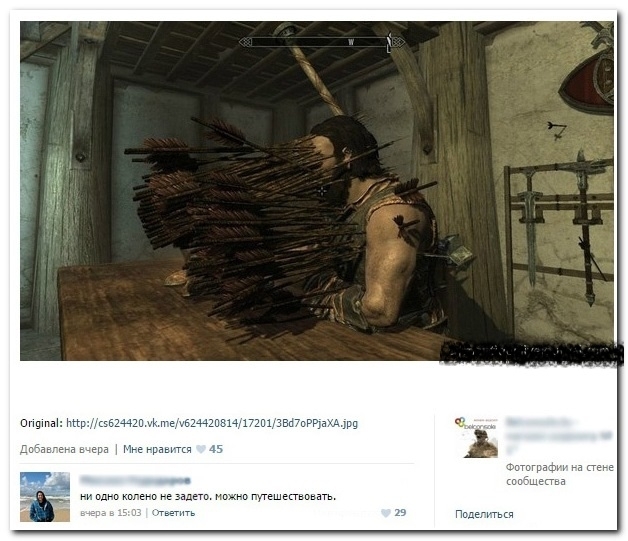 W
Original: http://cs624420.vk.me/v624420814/17201/3Bd7oPPjaXA.jpg
Добавлена вчера | Мне нравится 45
ни одно колено не задето. можно путешествовать.
вчера в 15:03 | Ответить 29
belconsole
Фотографии на стене
сообщества
Поделиться